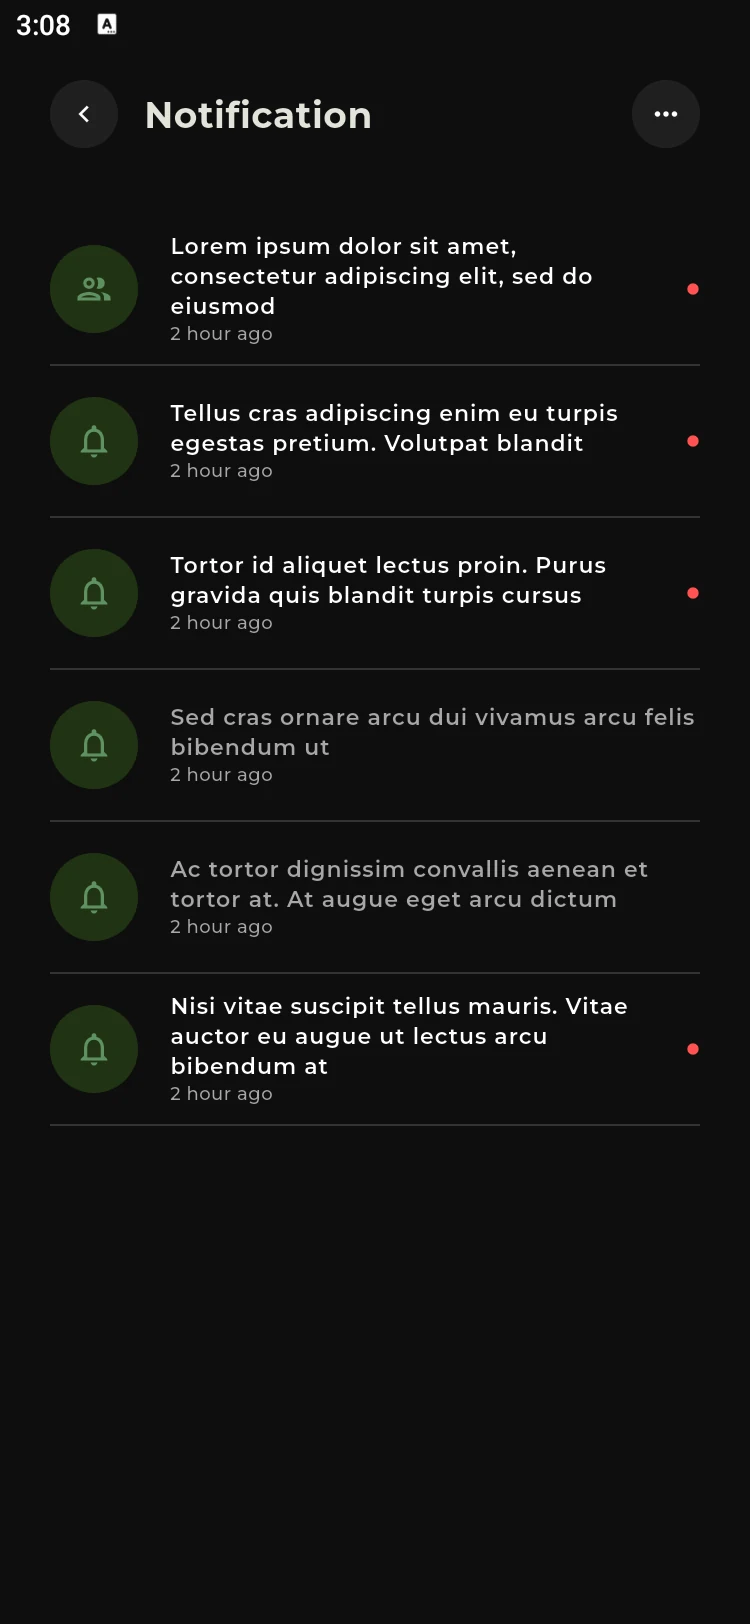 3:08 A
Notification
Lorem ipsum dolor sit amet,
consectetur adipiscing elit, sed do
eiusmod
2 hour ago
Tellus cras adipiscing enim eu turpis
egestas pretium. Volutpat blandit
2 hour ago
Tortor id aliquet lectus proin. Purus
gravida quis blandit turpis cursus
2 hour ago
Sed cras ornare arcu dui vivamus arcu felis
bibendum ut
2 hour ago
Ac tortor dignissim convallis aenean et
tortor at. At augue eget arcu dictum
2 hour ago
Nisi vitae suscipit tellus mauris. Vitae
auctor eu augue ut lectus arcu
bibendum at
2 hour ago